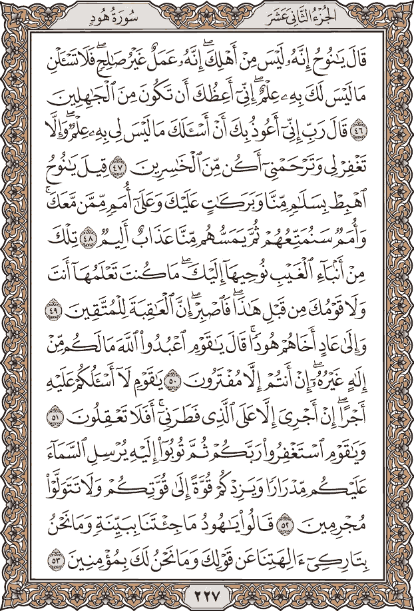 الجزء الثاني عشر سورة هود
قَالَ يَٰنُوحُ إِنَّهُۥ لَيْسَ مِنْ أَهْلِكَ ۖ إِنَّهُۥ عَمَلٌ غَيْرُ صَٰلِحٍ ۖ فَلَا تَسْـَٔلْنِ
مَا لَيْسَ لَكَ بِهِۦ عِلْمٌ ۖ إِنِّىٓ أَعِظُكَ أَن تَكُونَ مِنَ ٱلْجَٰهِلِينَ
٤٦ قَالَ رَبِّ إِنِّىٓ أَعُوذُ بِكَ أَنْ أَسْـَٔلَكَ مَا لَيْسَ لِى بِهِۦ عِلْمٌ ۖ وَإِلَّا
تَغْفِرْ لِى وَتَرْحَمْنِىٓ أَكُن مِّنَ ٱلْخَٰسِرِينَ ٤٧ قِيلَ يَٰنُوحُ
ٱهْبِطْ بِسَلَٰمٍ مِّنَّا وَبَرَكَٰتٍ عَلَيْكَ وَعَلَىٰٓ أُمَمٍ مِّمَّن مَّعَكَ ۚ
وَأُمَمٌ سَنُمَتِّعُهُمْ ثُمَّ يَمَسُّهُم مِّنَّا عَذَابٌ أَلِيمٌ ٤٨ تِلْكَ
مِنْ أَنۢبَآءِ ٱلْغَيْبِ نُوحِيهَآ إِلَيْكَ ۖ مَا كُنتَ تَعْلَمُهَآ أَنتَ
وَلَا قَوْمُكَ مِن قَبْلِ هَٰذَا ۖ فَٱصْبِرْ ۖ إِنَّ ٱلْعَٰقِبَةَ لِلْمُتَّقِينَ ٤٩
وَإِلَىٰ عَادٍ أَخَاهُمْ هُودًا ۚ قَالَ يَٰقَوْمِ ٱعْبُدُوا۟ ٱللَّهَ مَا لَكُم مِّنْ
إِلَٰهٍ غَيْرُهُۥٓ ۖ إِنْ أَنتُمْ إِلَّا مُفْتَرُونَ ٥٠ يَٰقَوْمِ لَآ أَسْـَٔلُكُمْ عَلَيْهِ
أَجْرًا ۖ إِنْ أَجْرِىَ إِلَّا عَلَى ٱلَّذِى فَطَرَنِىٓ ۚ أَفَلَا تَعْقِلُونَ ٥١
وَيَٰقَوْمِ ٱسْتَغْفِرُوا۟ رَبَّكُمْ ثُمَّ تُوبُوٓا۟ إِلَيْهِ يُرْسِلِ ٱلسَّمَآءَ
عَلَيْكُم مِّدْرَارًا وَيَزِدْكُمْ قُوَّةً إِلَىٰ قُوَّتِكُمْ وَلَا تَتَوَلَّوْا۟
مُجْرِمِينَ ٥٢ قَالُوا۟ يَٰهُودُ مَا جِئْتَنَا بِبَيِّنَةٍ وَمَا نَحْنُ
بِتَارِكِىٓ ءَالِهَتِنَا عَن قَوْلِكَ وَمَا نَحْنُ لَكَ بِمُؤْمِنِينَ ٥٣
٢٢٧